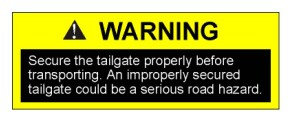 WARNING
Secure the tailgate properly before
transporting. An improperly secured
tailgate could be a serious road hazard.